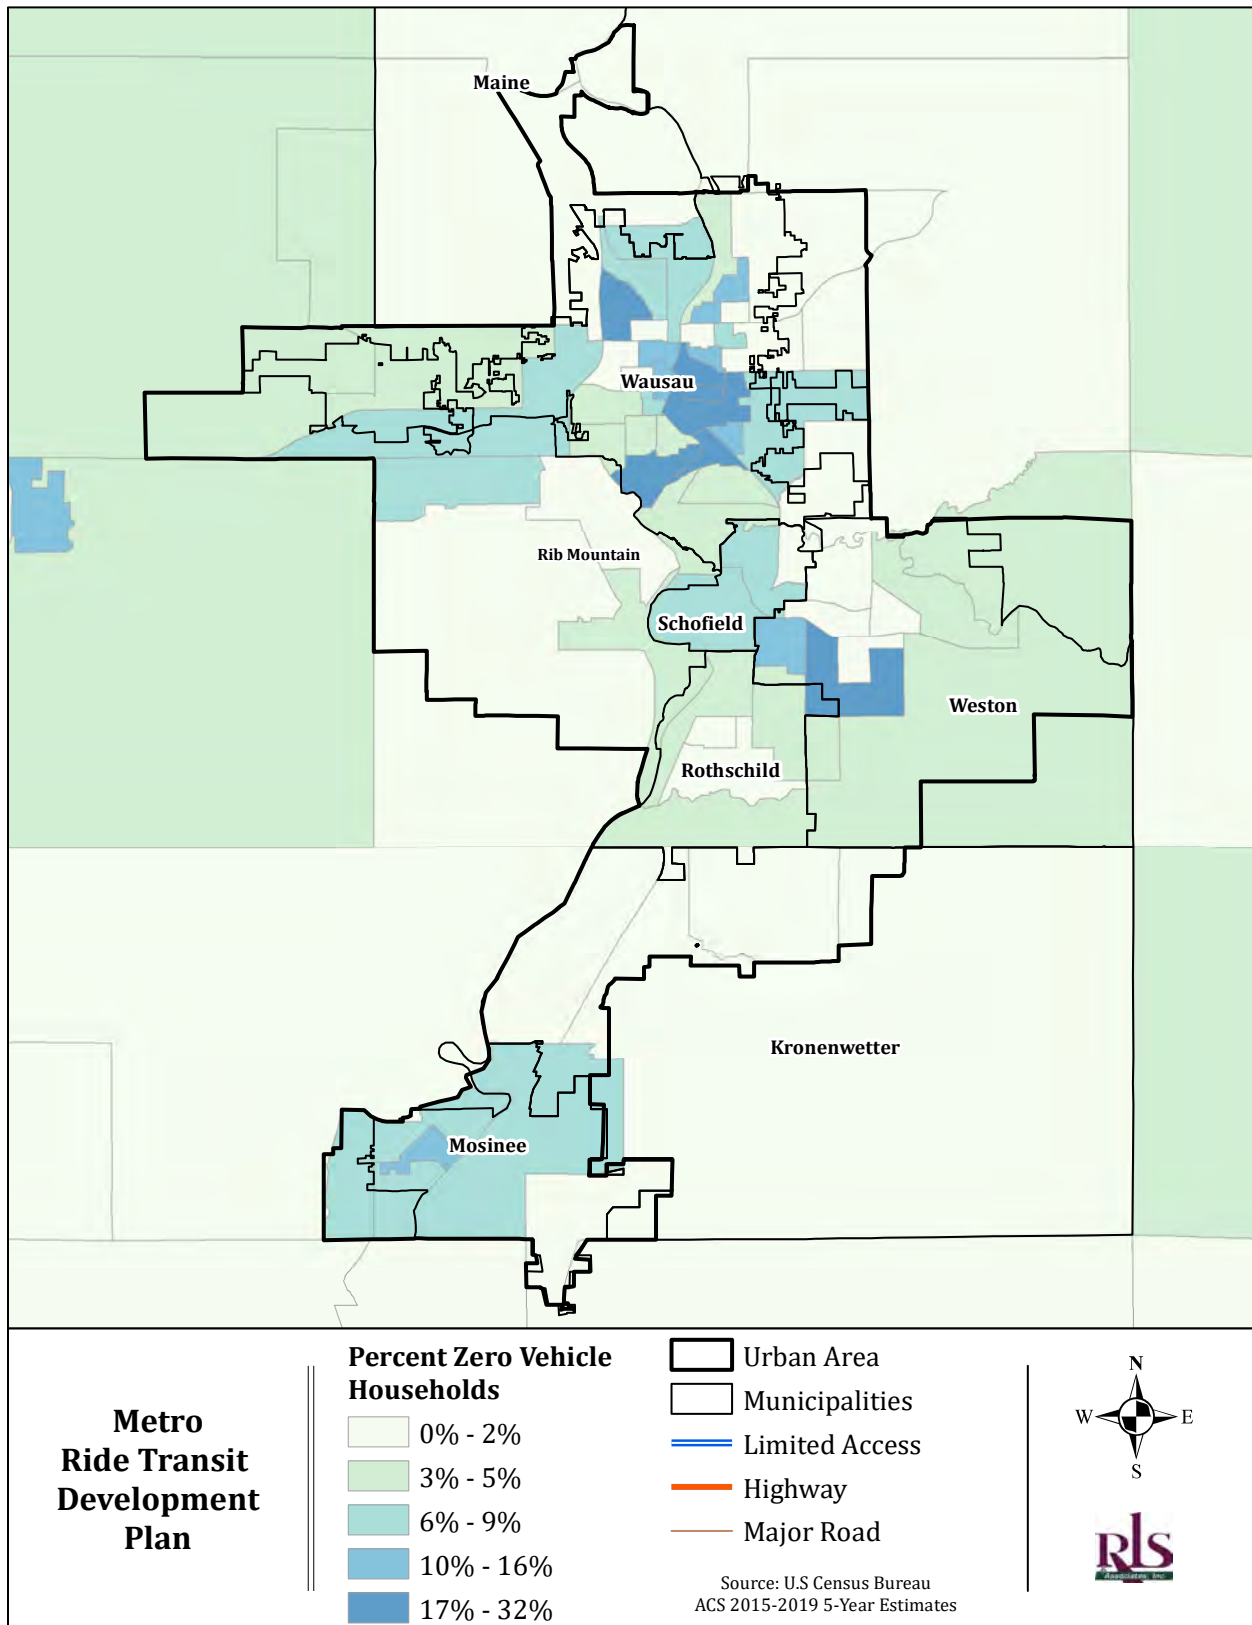 Maine
Wausau
Rib Mountain
Schofield
Weston
Rothschild
Kronenwetter
Mosinee
Metro
Ride Transit
Development
Plan
Percent Zero Vehicle
Households
0% - 2%
3% - 5%
6% - 9%
10% - 16%
17% - 32%
Urban Area
Municipalities
Limited Access
Highway
Major Road
Source: U.S Census Bureau
ACS 2015-2019 5-Year Estimates
N
W E
S
RLS
& Associates, Inc.